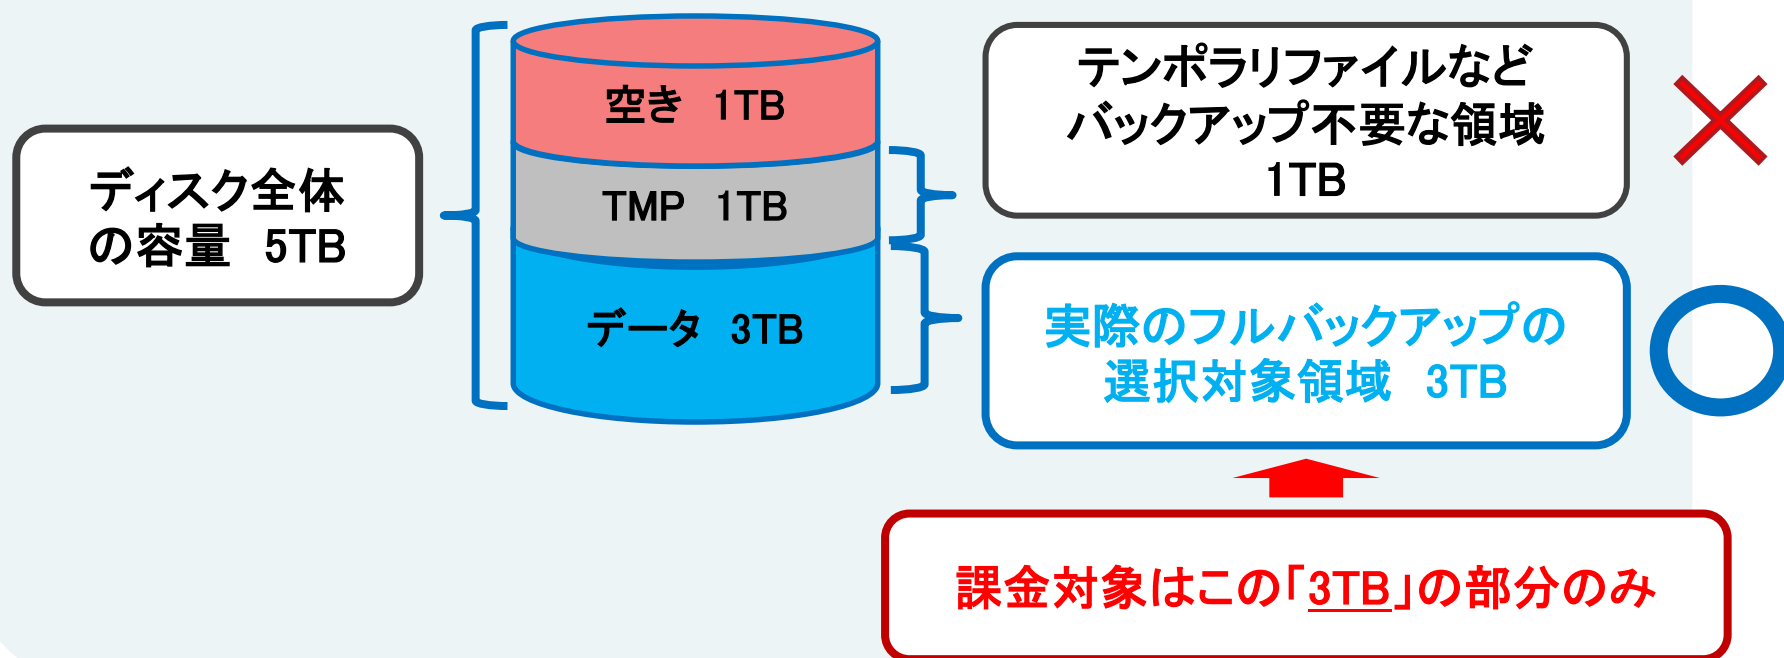 ディスク全体
の容量　5TB
空き　1TB
TMP　1TB
データ　3TB
テンポラリファイルなど
バックアップ不要な領域
1TB
実際のフルバックアップの
選択対象領域　3TB
課金対象はこの「3TB」の部分のみ